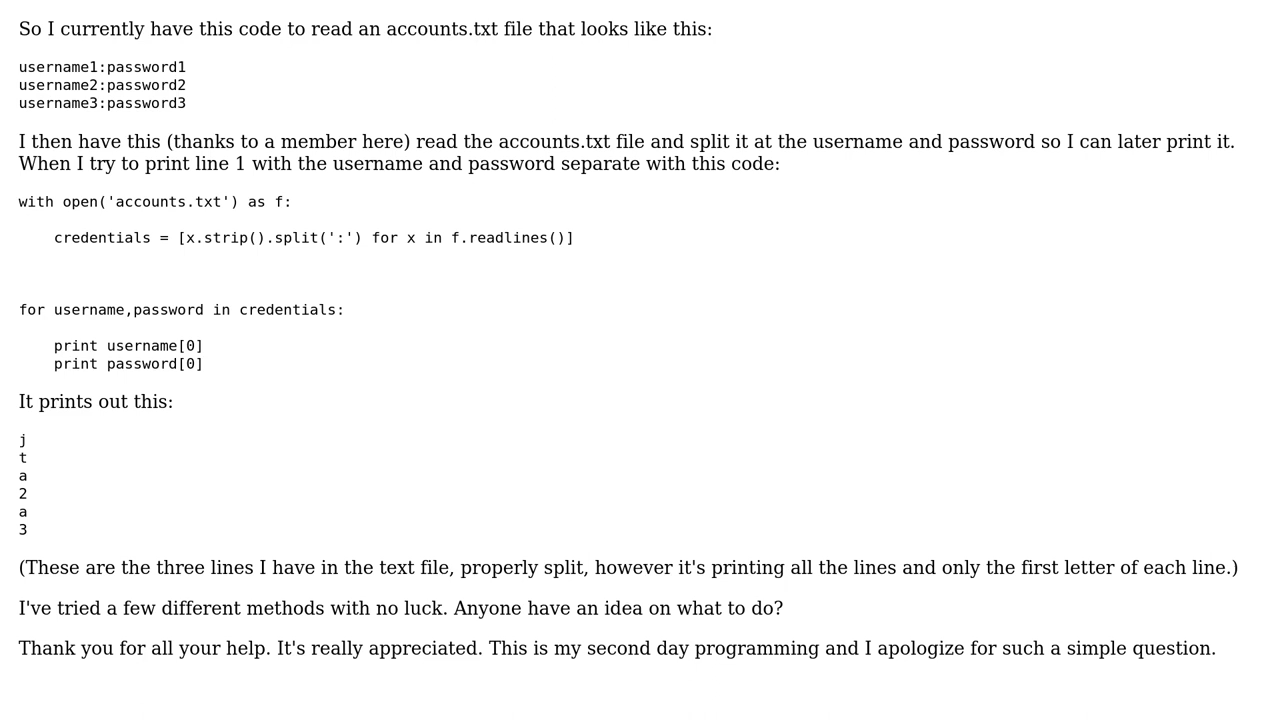 So I currently have this code to read an accounts.txt file that looks like this:
username1:password1
username2:password2
username3:password3
I then have this (thanks to a member here) read the accounts.txt file and split it at the username and password so I can later print it.
When I try to print line 1 with the username and password separate with this code:
with open('accounts.txt') as f:
    credentials = [x.strip().split(':') for x in f.readlines()]
for username,password in credentials:
    print username[0]
    print password[0]
It prints out this:
j
t
a
2
a
3
(These are the three lines I have in the text file, properly split, however it's printing all the lines and only the first letter of each line.)
I've tried a few different methods with no luck. Anyone have an idea on what to do?
Thank you for all your help. It's really appreciated. This is my second day programming and I apologize for such a simple question.